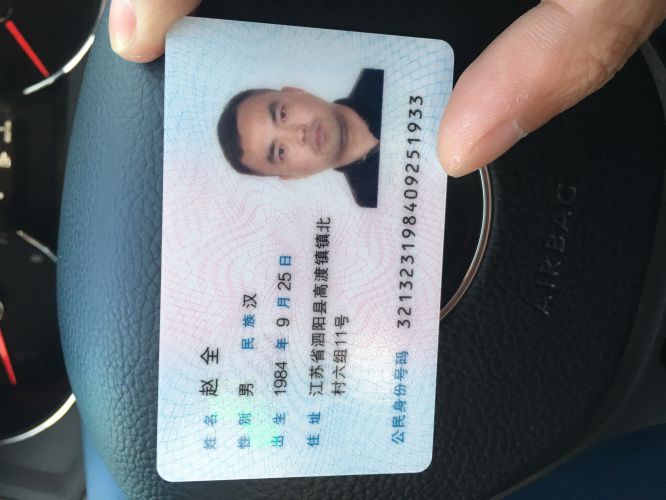 姓名 赵全
性别 男 民族 汉
出生 1984 年 9 月 25 日
住址 江苏省泗阳县高渡镇镇北
村六组11号
公民身份号码 321323198409251933
AIRBAG